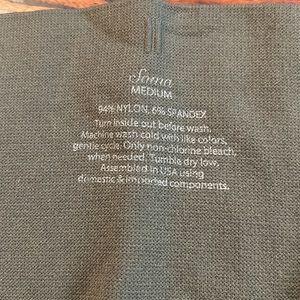 Soma
MEDIUM
94% NYLON, 6% SPANDEX
Turn inside out before wash.
Machine wash cold with like colors,
gentle cycle. Only non-chlorine bleach,
when needed. Tumble dry low.
Assembled in USA using
domestic & imported components.